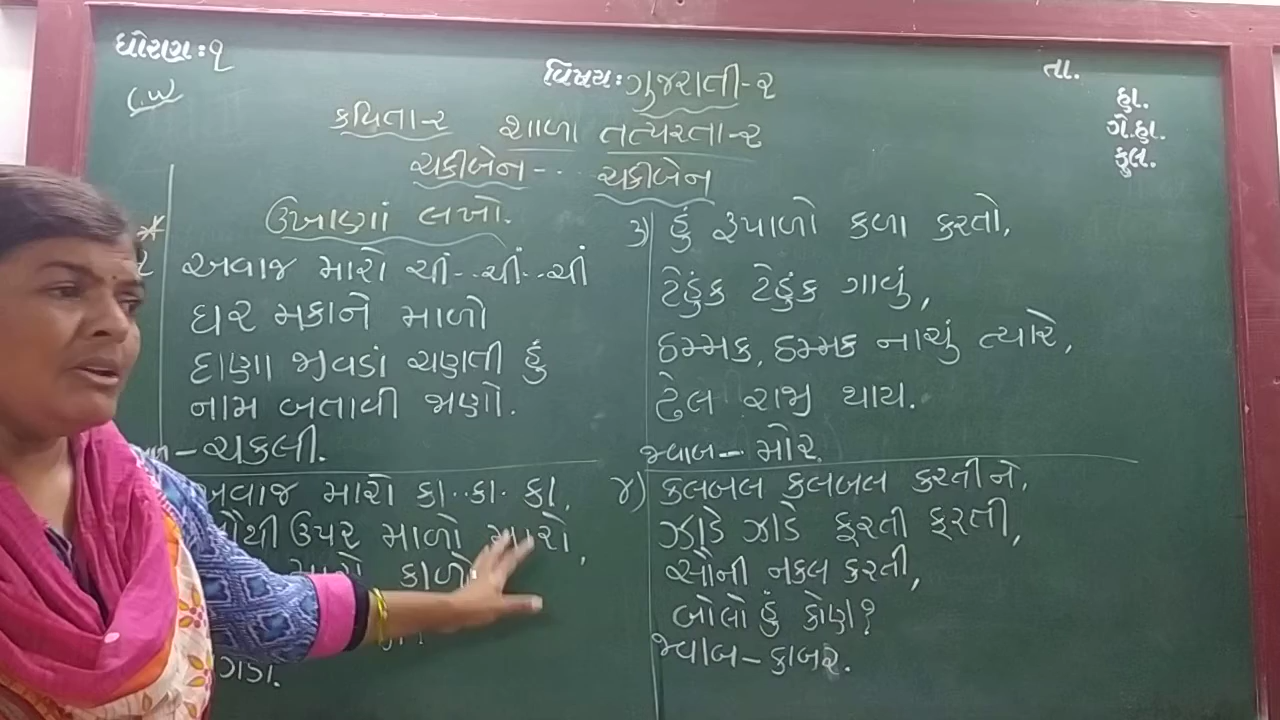 ધોરણ : ૧
C.W
વિષય : ગુજરાતી-૨
તા.
હા.
ગે.હા.
કુલ.
કવિતા-૨ શાળા તત્પરતા-૨
ચકીબેન-.. ચકીબેન
*
ઉખાણાં લખો.
અવાજ મારો ચીં..ચીં..ચીં
ઘર મકાને માળો
દાણા જીવડાં ચણતી હું
નામ બતાવી જાણો.
– ચકલી.
અવાજ મારો કા..કા. કા,
ઉપર માળો મારો,
કાળો
૩) હું રૂપાળો કળા કરતો,
ટેહુંક ટેહુંક ગાવું,
ઠમ્મક, ઠમ્મક નાચું ત્યારે,
ઢેલ રાજી થાય.
જવાબ – મોર.
૪) કલબલ કલબલ કરતીને,
ઝાડે ઝાડે ફરતી ફરતી,
સૌની નકલ કરતી,
બોલો હું કોણ?
જવાબ – કાબર.